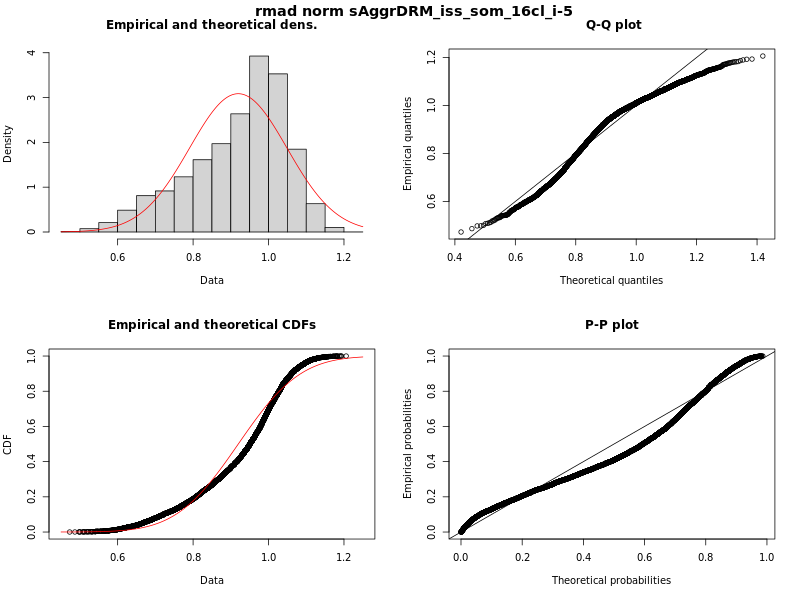 rmad norm sAggrDRM_iss_som_16cl_i-5
Empirical and theoretical dens.
Density
0
1
2
3
4
0.6 0.8 1.0 1.2
Data
Q-Q plot
Empirical quantiles
0.6
0.8
1.0
1.2
0.4 0.6 0.8 1.0 1.2 1.4
Theoretical quantiles
Empirical and theoretical CDFs
CDF
0.0
0.2
0.4
0.6
0.8
1.0
0.6 0.8 1.0 1.2
Data
P-P plot
Empirical probabilities
0.0
0.2
0.4
0.6
0.8
1.0
0.0 0.2 0.4 0.6 0.8 1.0
Theoretical probabilities